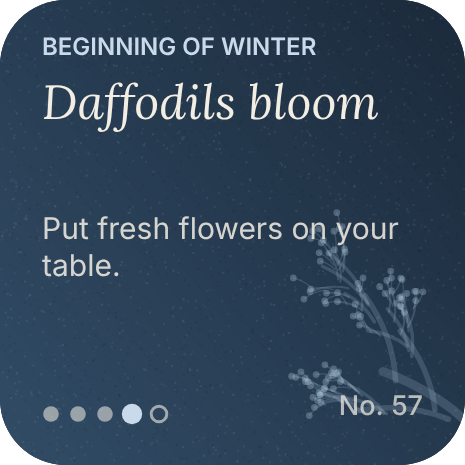 BEGINNING OF WINTER
Daffodils bloom
Put fresh flowers on your
table.
No. 57